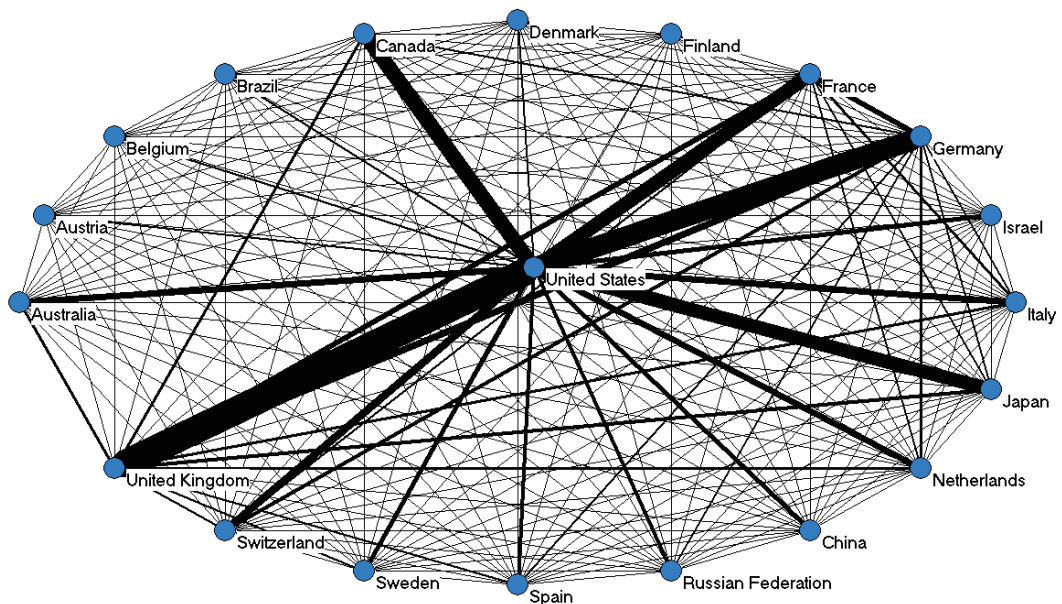 Denmark
Canada
Finland
Brazil
France
Belgium
Germany
Austria
Israel
United States
Australia
Italy
Japan
United Kingdom
Netherlands
Switzerland
China
Sweden
Russian Federation
Spain